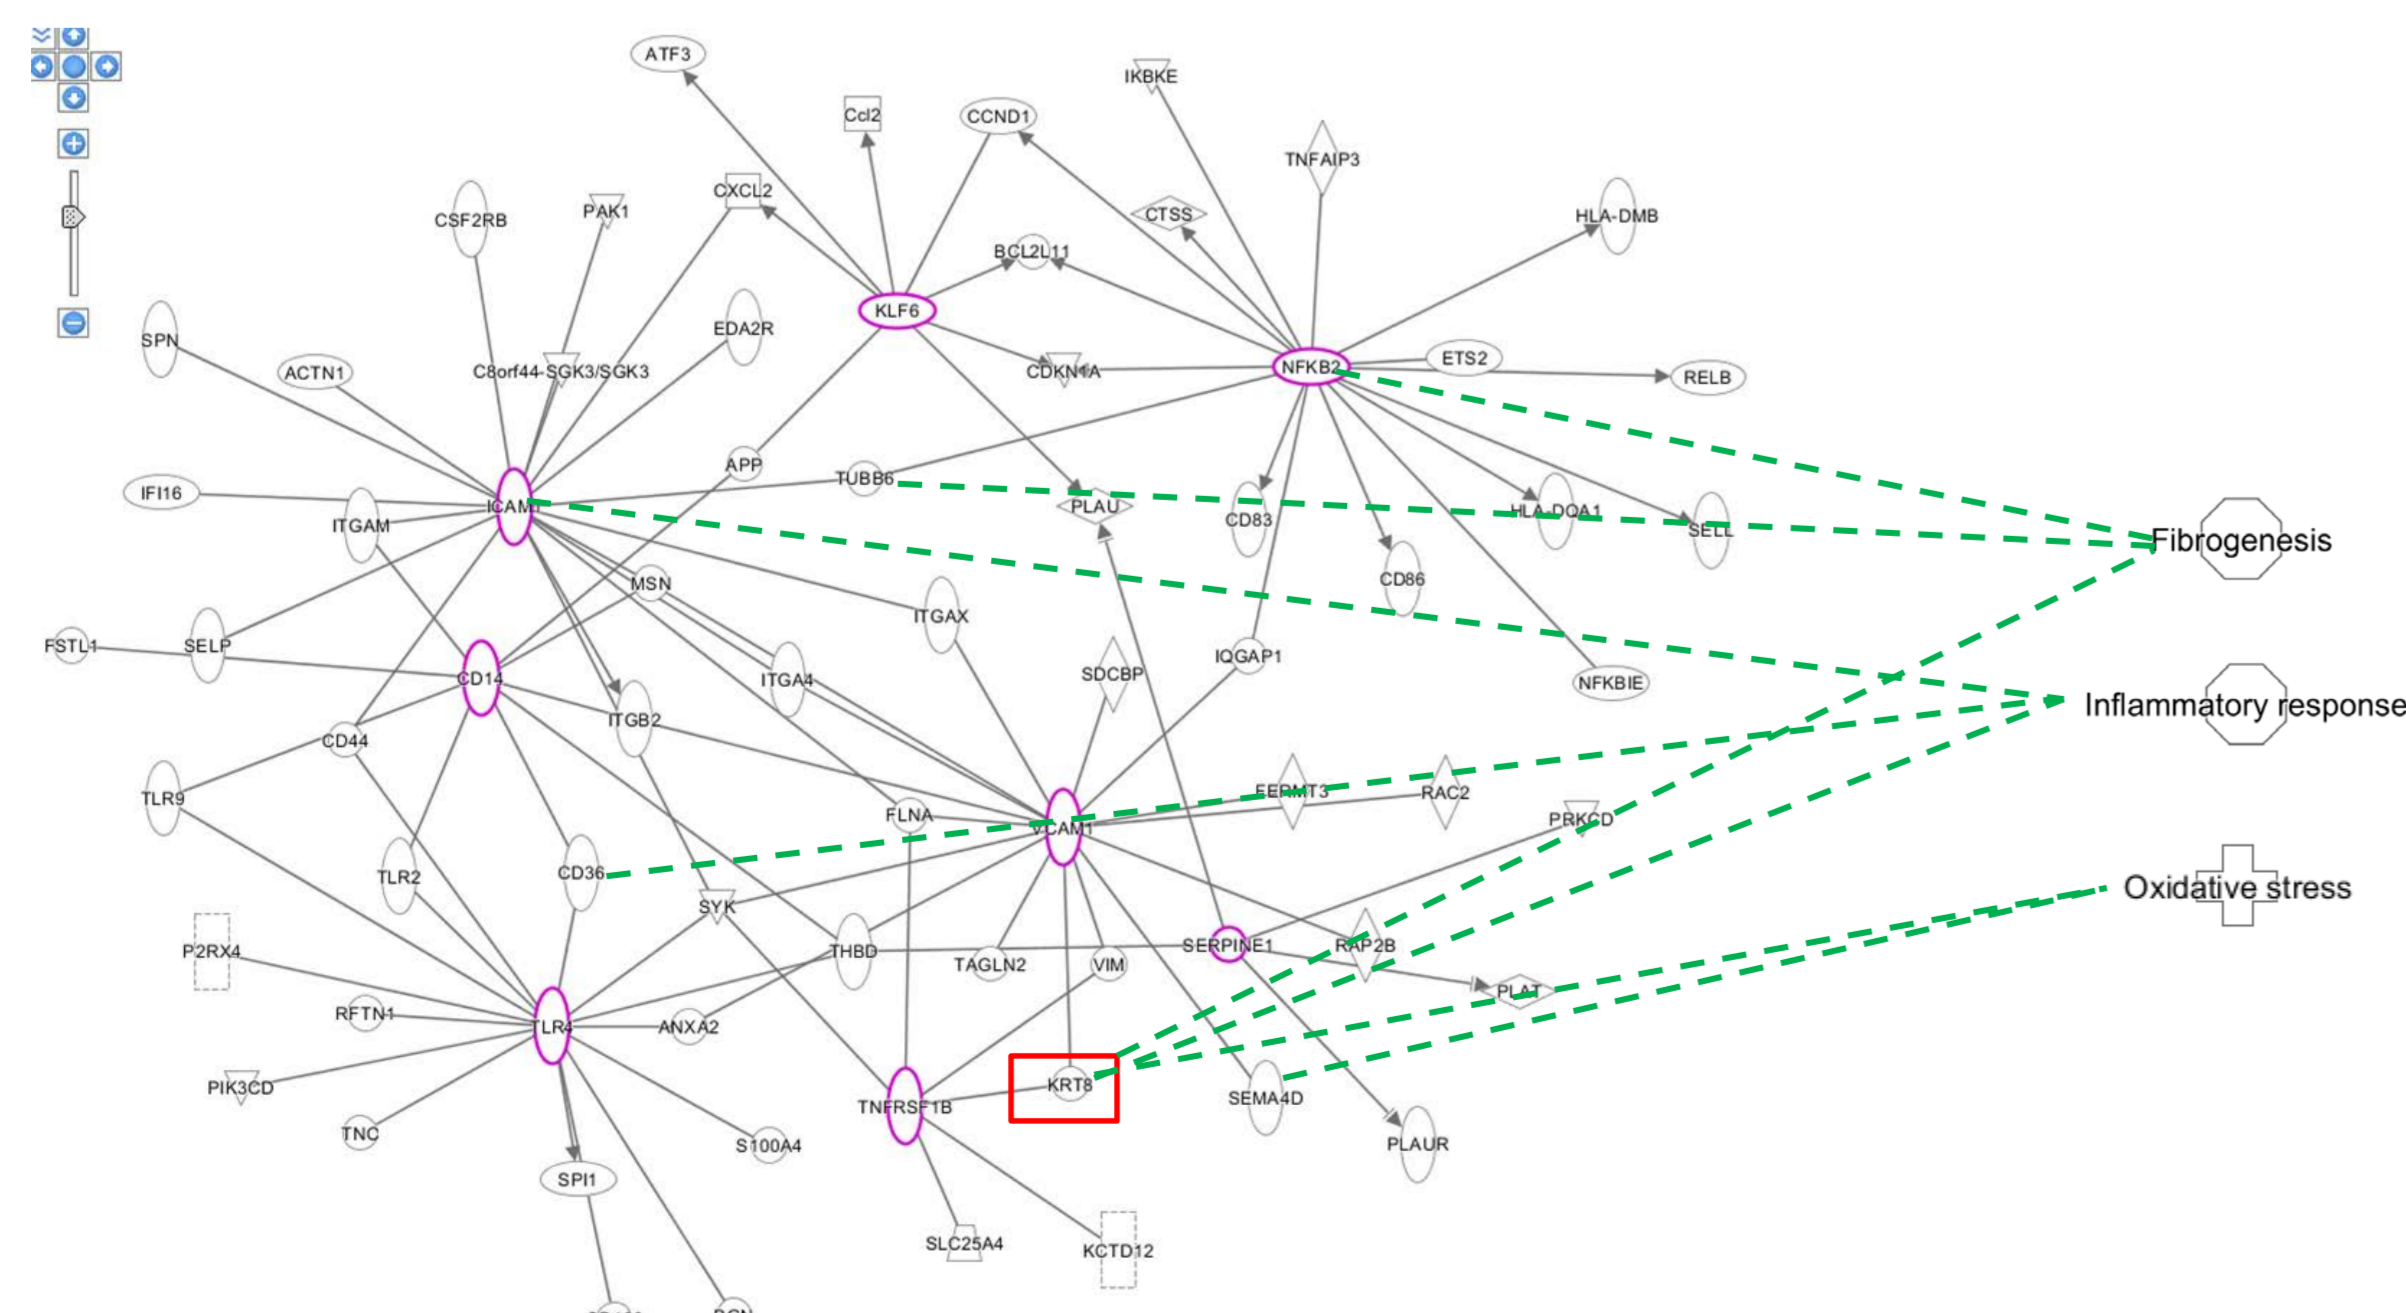 ATF3
IKBKE
Ccl2
CCND1
TNFAIP3
CXCL2
CSF2RB
PAK1
CTSS
HLA-DMB
BCL2L11
KLF6
EDA2R
SPN
ACTN1
C8orf44-SGK3/SGK3
CDKN1A
NFKB2
ETS2
RELB
APP
TUBB6
IFI16
ITGAM
ICAM1
PLAU
CD83
HLA-DQA1
SELL
Fibrogenesis
MSN
CD86
ITGAX
FSTL1
SELP
CD14
ITGA4
SDCBP
IQGAP1
NFKBIE
Inflammatory response
ITGB2
CD44
TLR9
FLNA
VCAM1
FERMT3
RAC2
PRKCD
TLR2
CD36
SYK
Oxidative stress
P2RX4
THBD
TAGLN2
VIM
SERPINE1
RAP2B
PLAT
RFTN1
TLR4
ANXA2
PIK3CD
TNFRSF1B
KRT8
SEMA4D
TNC
S100A4
PLAUR
SPI1
SLC25A4
KCTD12